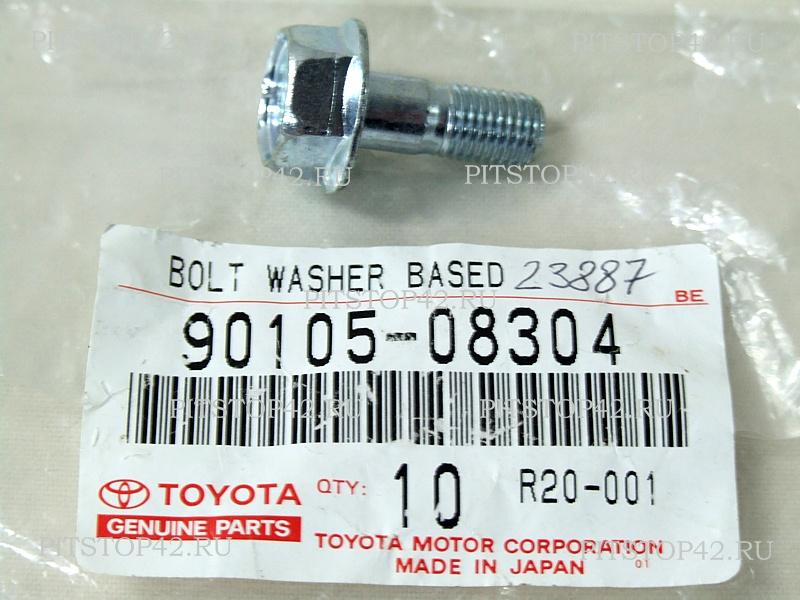 PITSTOP42.RU PITSTOP42.RU
PITSTOP42.RU PITSTOP42.RU
BOLT WASHER BASED 23887
PITSTOP42.RU
BE
90105-08304
PITSTOP42.RU PITSTOP42.RU
TOYOTA QTY: 10 R20-001
GENUINE PARTS
TOYOTA MOTOR CORPORATION
PITSTOP42.RU PITSTOP42.RU
MADE IN JAPAN 01